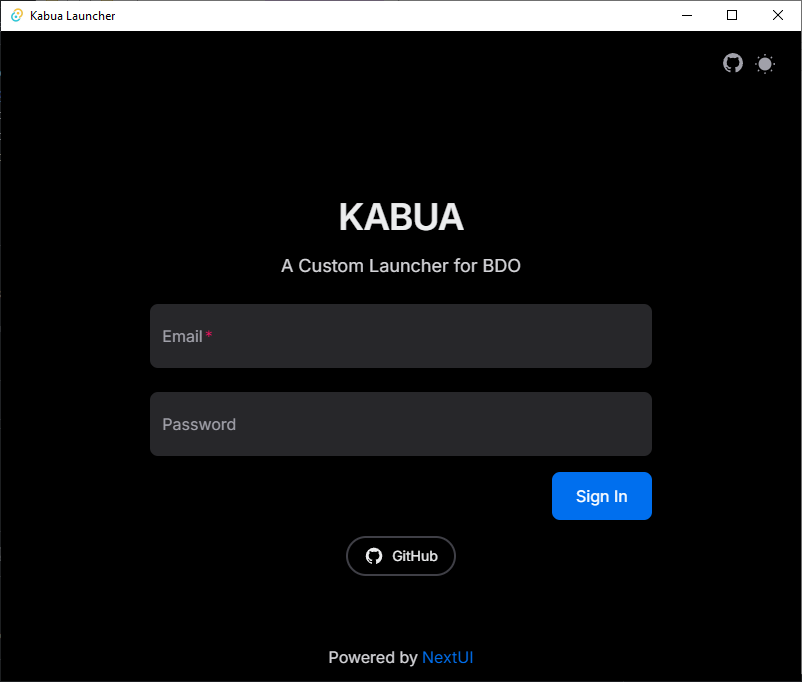 Kabua Launcher
KABUA
A Custom Launcher for BDO
Email*
Password
Sign In
GitHub
Powered by NextUI